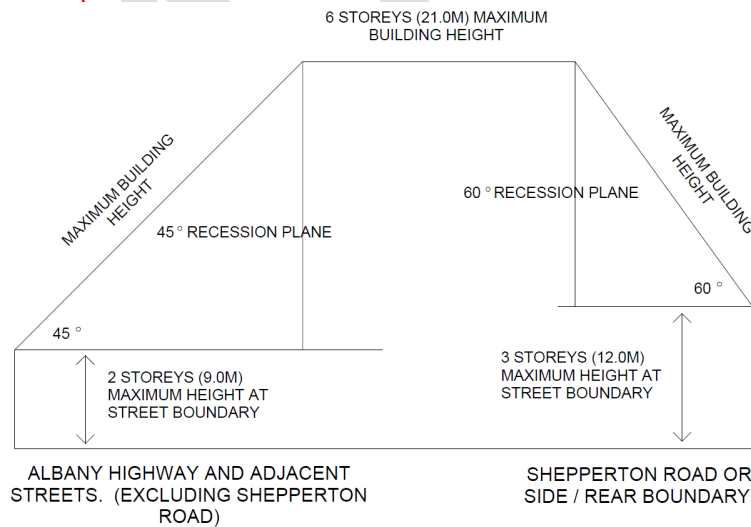 6 STOREYS (21.0M) MAXIMUM
BUILDING HEIGHT
MAXIMUM BUILDING
HEIGHT
45° RECESSION PLANE
45°
2 STOREYS (9.0M)
MAXIMUM HEIGHT AT
STREET BOUNDARY
ALBANY HIGHWAY AND ADJACENT
STREETS. (EXCLUDING SHEPPERTON
ROAD)
MAXIMUM BUILDING
HEIGHT
60° RECESSION PLANE
60°
3 STOREYS (12.0M)
MAXIMUM HEIGHT AT
STREET BOUNDARY
SHEPPERTON ROAD OR
SIDE / REAR BOUNDARY